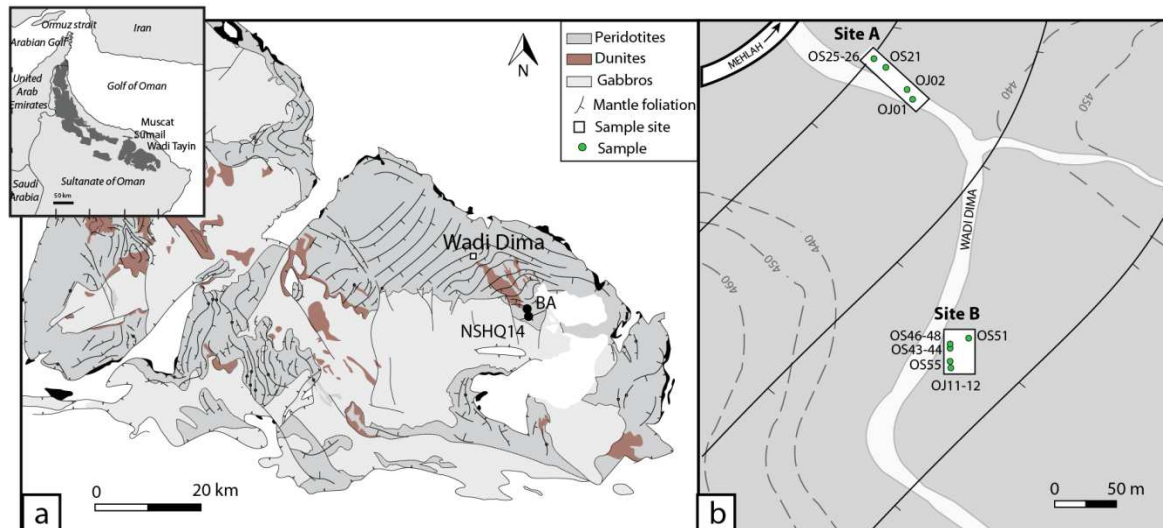 Ormuz strait
Iran
Arabian Golf
United
Arab
Emirates
Golf of Oman
Muscat
Sumail
Wadi Tayin
Saudi
Arabia
Sultanate of Oman
50 km
N
Peridotites
Dunites
Gabbros
Mantle foliation
Sample site
Sample
Wadi Dima
BA
NSHQ14
a
0 20 km
MEHLAH
Site A
OS25-26
OS21
OJ02
OJ01
440
450
WADI DIMA
440
450
460
Site B
OS46-48
OS51
OS43-44
OS55
OJ11-12
b
0 50 m